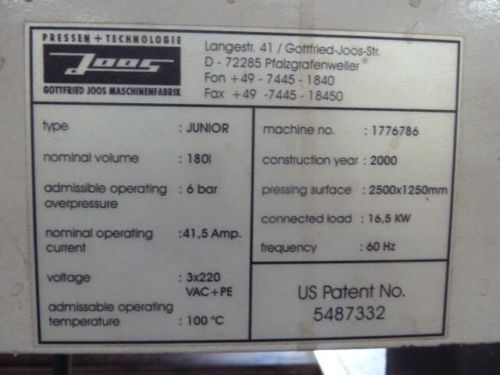 PRESSEN + TECHNOLOGIE
Joos
GOTTFRIED JOOS MASCHINENFABRIK
Langestr. 41 / Gottfried-Joos-Str.
D - 72285 Pfalzgrafenweiler
Fon +49 -7445 - 1840
Fax +49 -7445 - 18450
type : JUNIOR
nominal volume : 180l
admissible operating : 6 bar
overpressure
nominal operating :41,5 Amp.
current
voltage : 3x220
VAC+PE
admissable operating
temperature : 100 °C
machine no. : 1776786
construction year : 2000
pressing surface : 2500x1250mm
connected load : 16,5 KW
frequency : 60 Hz
US Patent No.
5487332